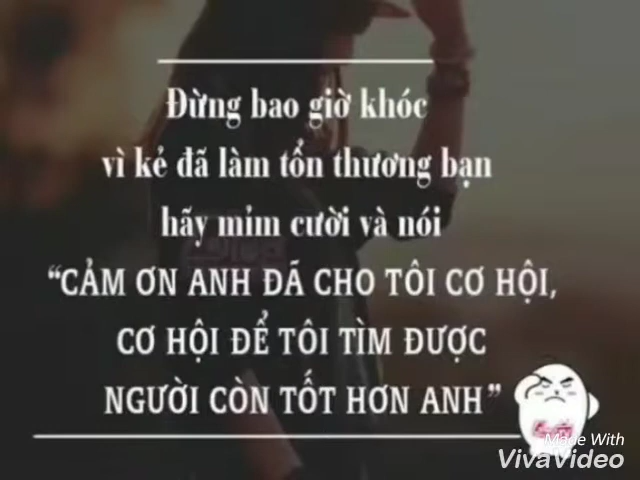 Đừng bao giờ khóc
vì kẻ đã làm tổn thương bạn
hãy mỉm cười và nói
“CẢM ƠN ANH ĐÃ CHO TÔI CƠ HỘI,
CƠ HỘI ĐỂ TÔI TÌM ĐƯỢC
NGƯỜI CÒN TỐT HƠN ANH”
Made With
VivaVideo